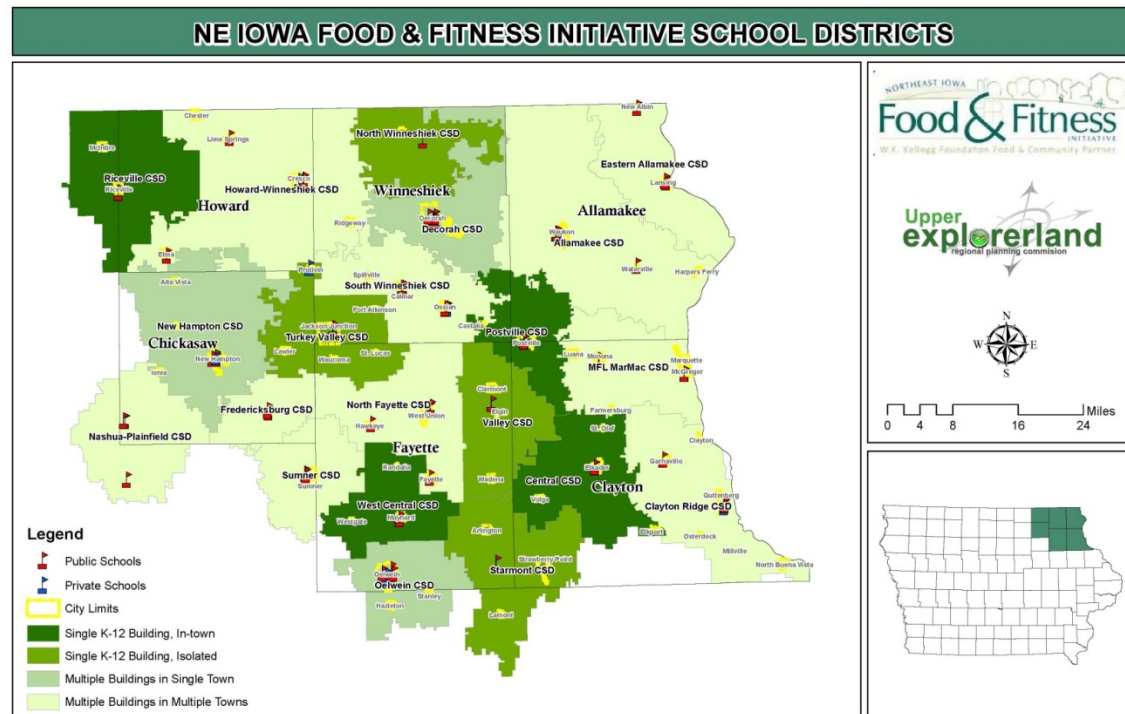 NE IOWA FOOD & FITNESS INITIATIVE SCHOOL DISTRICTS
New Albin
Chester
Lime Springs
North Winneshiek CSD
McIntire
Eastern Allamakee CSD
Riceville CSD
Cresco
Lansing
Riceville
Howard-Winneshiek CSD
Winneshiek
Howard
Allamakee
Decorah
Ridgeway
Decorah CSD
Waukon
Allamakee CSD
Elma
Protivin
Waterville
Harpers Ferry
Alta Vista
Spillville
South Winneshiek CSD
Calmar
Ossian
Fort Atkinson
Castalia
New Hampton CSD
Jackson Junction
Turkey Valley CSD
Postville CSD
Chickasaw
Postville
Lawler
St. Lucas
Waucoma
New Hampton
Luana
Monona
Marquette
MFL MarMac CSD
McGregor
Ionia
Clermont
Fredericksburg CSD
North Fayette CSD
Elgin
Farmersburg
West Union
Valley CSD
Nashua-Plainfield CSD
Hawkeye
St. Olaf
Clayton
Fayette
Randalia
Elkader
Garnavillo
Sumner CSD
Fayette
Wadena
Central CSD
Clayton
Sumner
Volga
Guttenberg
West Central CSD
Clayton Ridge CSD
Westgate
Maynard
Arlington
Elkport
Osterdock
Millville
Strawberry Point
Oelwein
Starmont CSD
North Buena Vista
Oelwein CSD
Stanley
Hazleton
Lamont
Legend
Public Schools
Private Schools
City Limits
Single K-12 Building, In-town
Single K-12 Building, Isolated
Multiple Buildings in Single Town
Multiple Buildings in Multiple Towns
NORTHEAST IOWA
Food & Fitness
INITIATIVE
W.K. Kellogg Foundation Food & Community Partner
Upper
explorerland
regional planning commision
N
W E
S
Miles
0 4 8 16 24